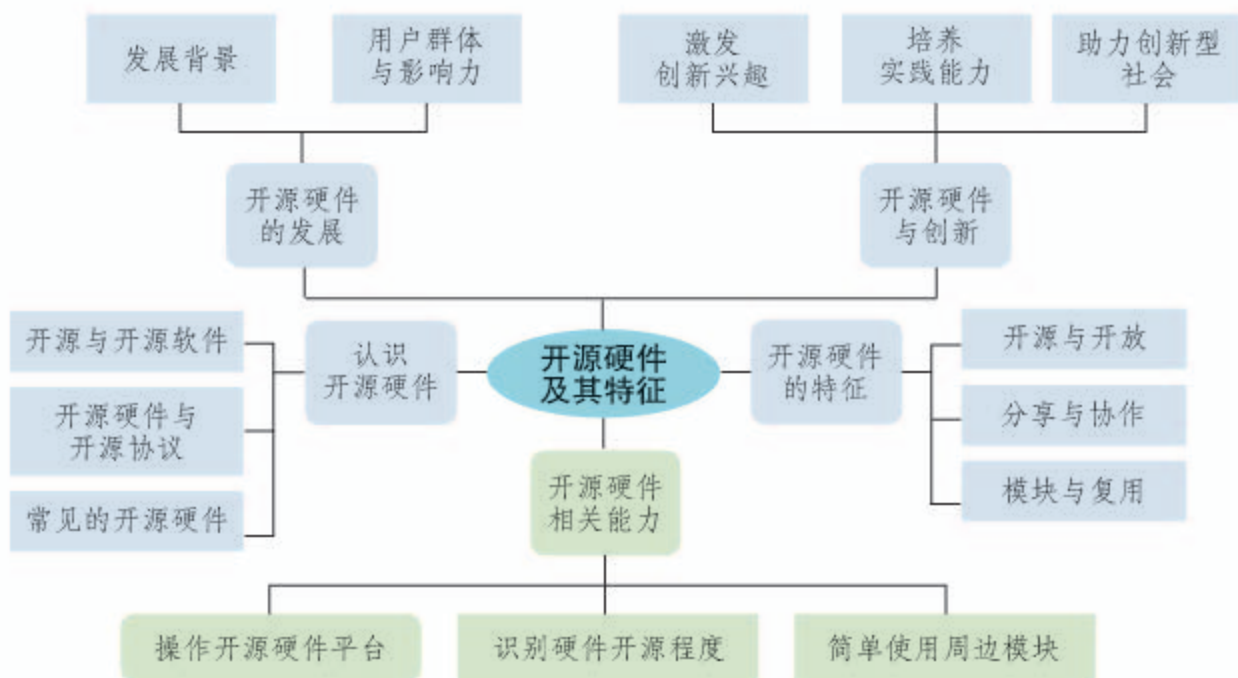 发展背景
用户群体
与影响力
激发
创新兴趣
培养
实践能力
助力创新型
社会
开源硬件
的发展
开源硬件
与创新
开源与开源软件
开源硬件与
开源协议
常见的开源硬件
认识
开源硬件
开源硬件
及其特征
开源硬件
的特征
开源与开放
分享与协作
模块与复用
开源硬件
相关能力
操作开源硬件平台
识别硬件开源程度
简单使用周边模块